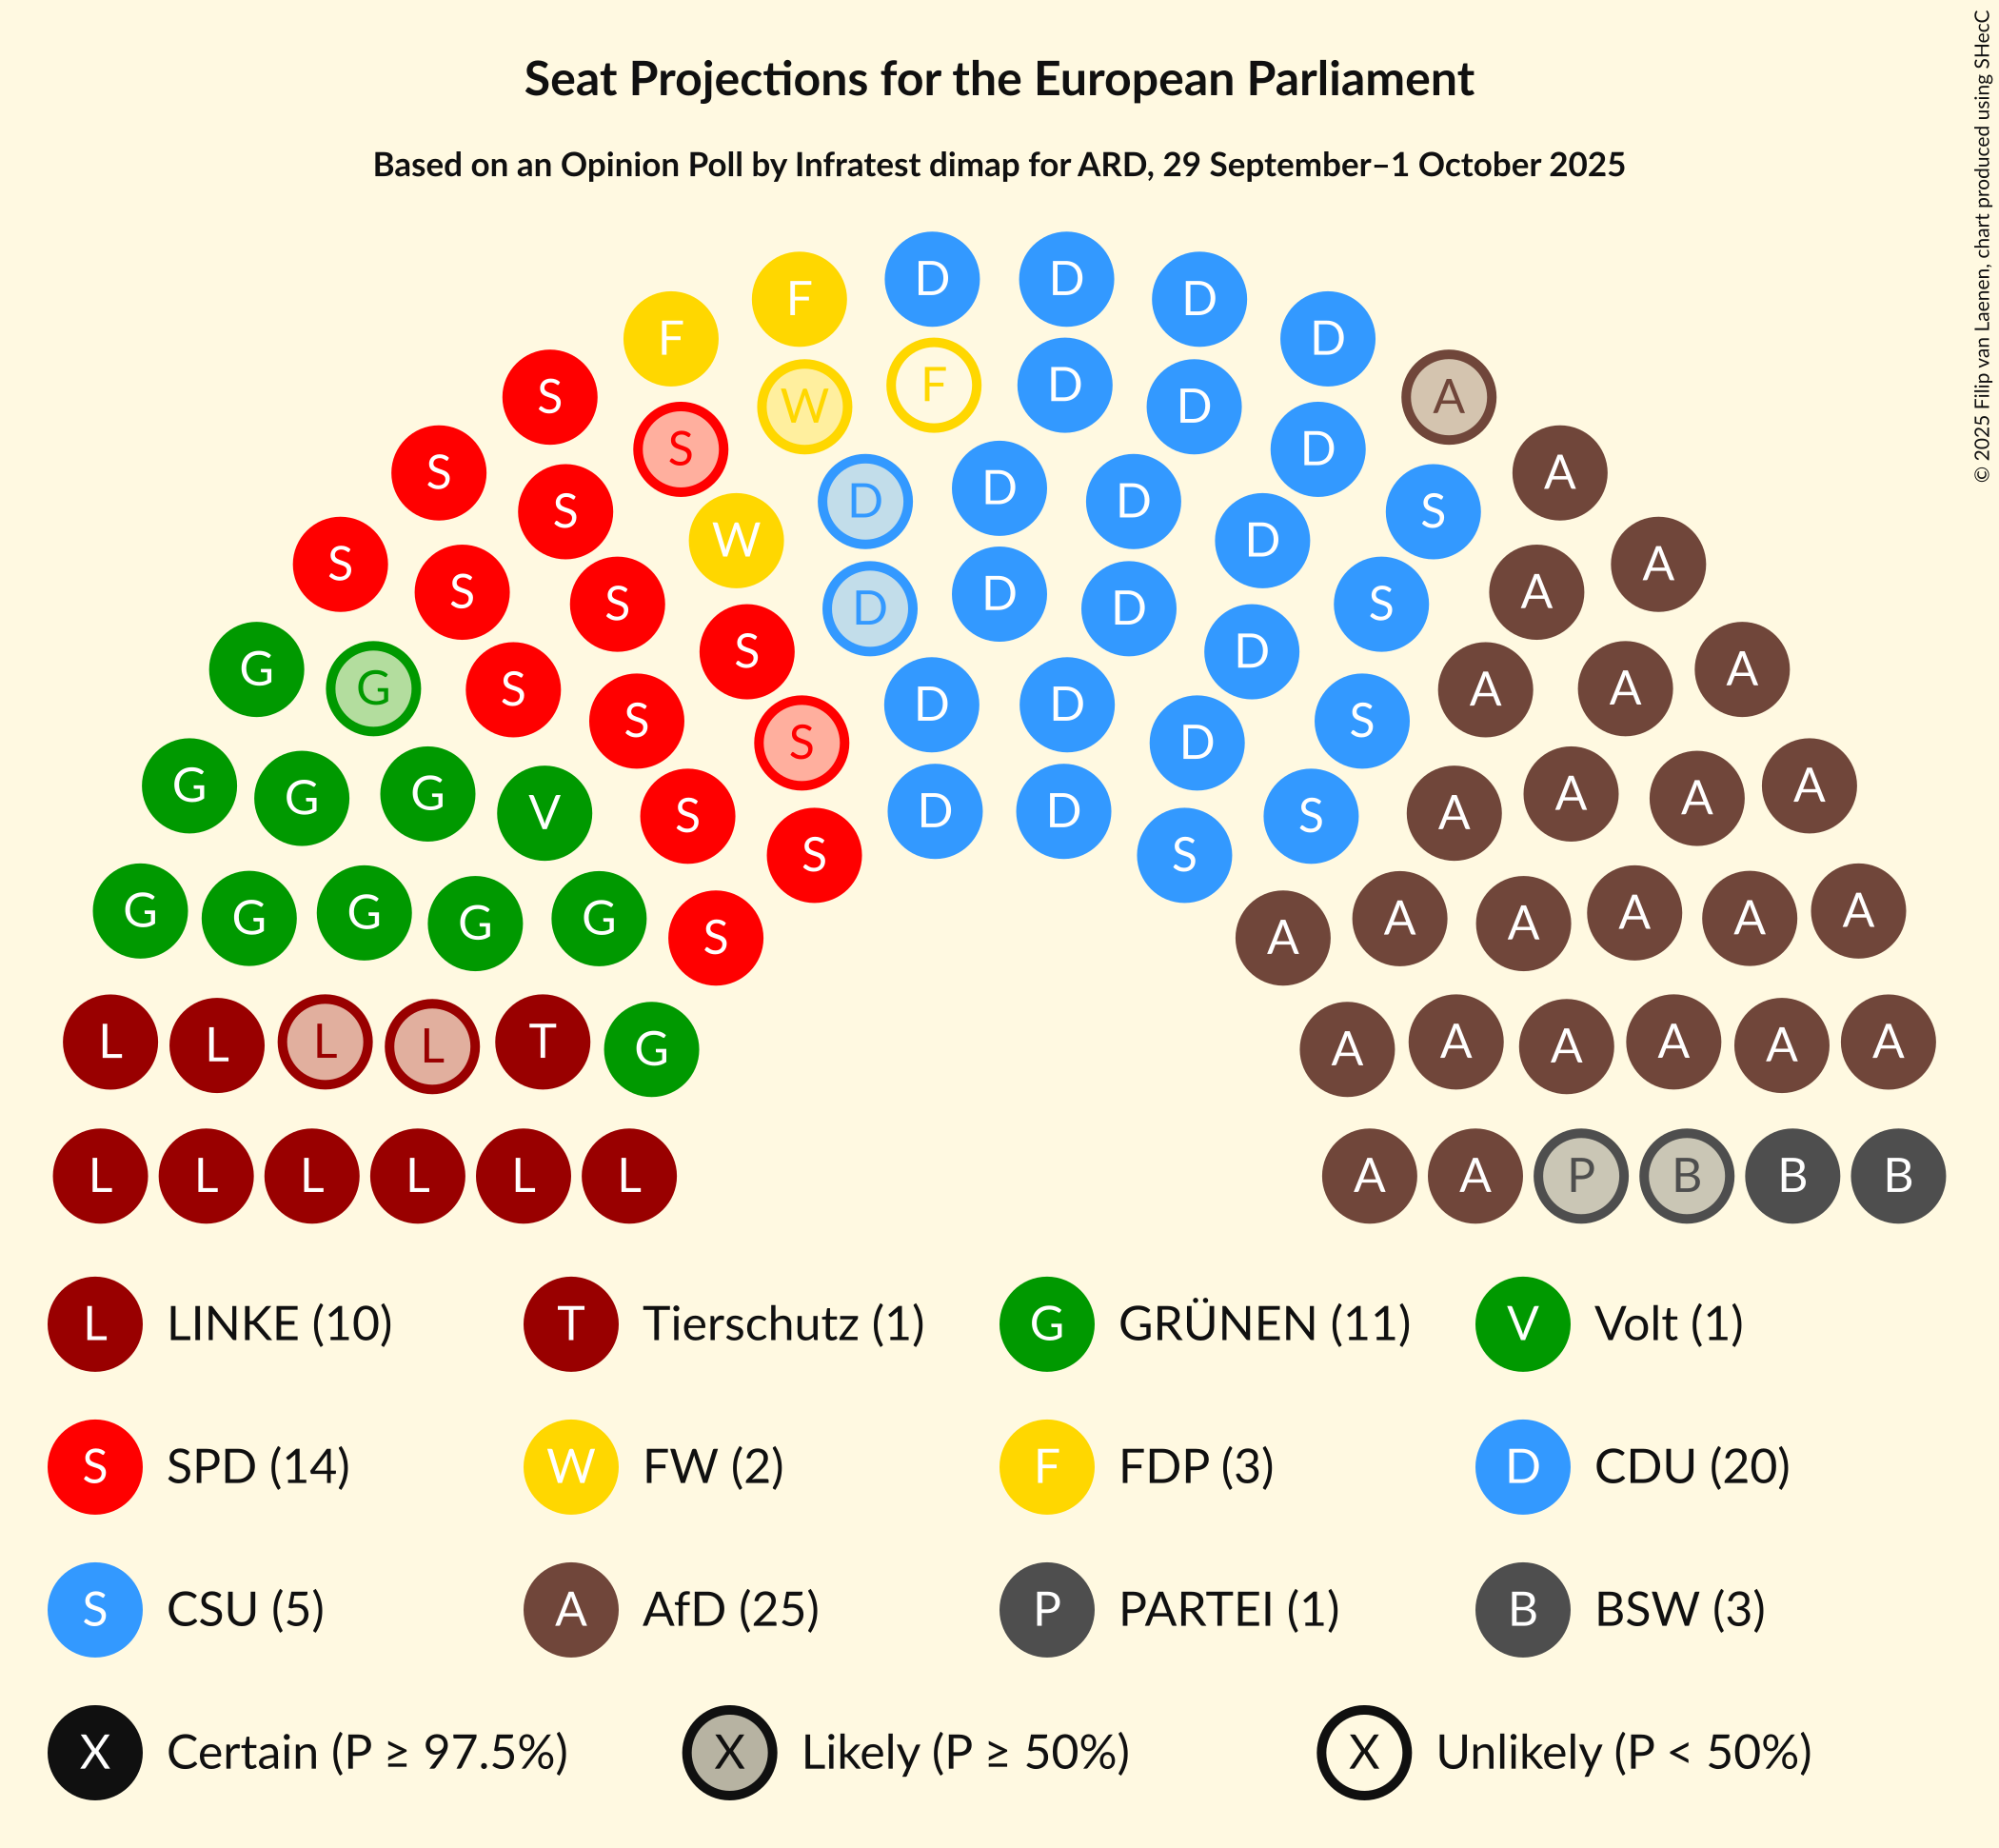 © 2025 Filip van Laenen, chart produced using SHecC
Seat Projections for the European Parliament
Based on an Opinion Poll by Infratest dimap for ARD, 29 September–1 October 2025
F D D D
F D
S W F D A
S D
S A
D D D
S S
W D
S A
S D A
S D D S
S D
G A
G S A A
S D D S
S D
G G G A A A
V S D D S A
S S
G G G G G S A A A A A A
L L L L T G A A A A A A
L L L L L L A A P B B B
L LINKE (10) T Tierschutz (1) G GRÜNEN (11) V Volt (1)
S SPD (14) W FW (2) F FDP (3) D CDU (20)
S CSU (5) A AfD (25) P PARTEI (1) B BSW (3)
X Certain (P ≥ 97.5%) X Likely (P ≥ 50%) X Unlikely (P < 50%)